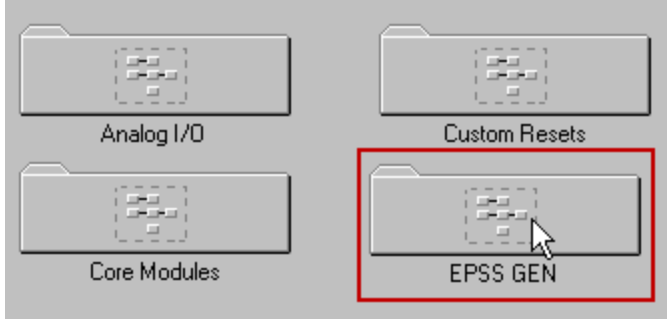 Analog I/O
Custom Resets
Core Modules
EPSS GEN